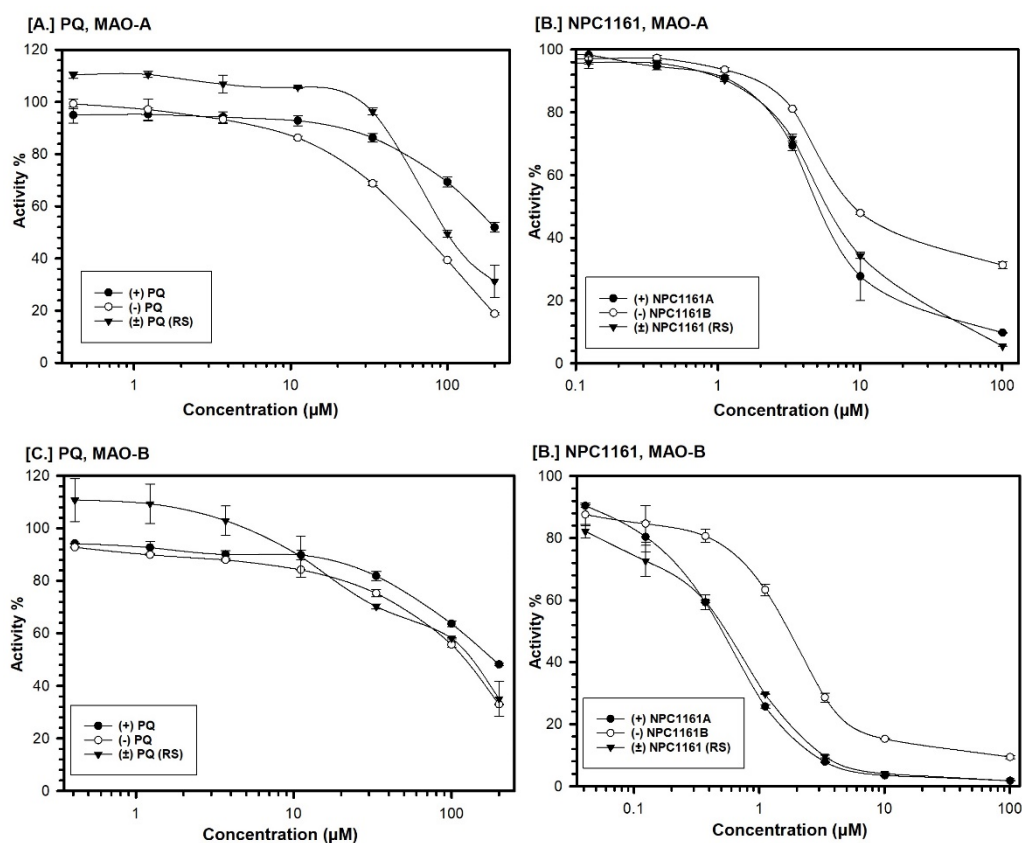 [A.] PQ, MAO-A
120
100
80
60
40
20
0
Activity %
(+) PQ
(-) PQ
(±) PQ (RS)
1
10
100
Concentration (µM)
[B.] NPC1161, MAO-A
100
80
60
40
20
0
Activity %
(+) NPC1161A
(-) NPC1161B
(±) NPC1161 (RS)
0.1
1
10
100
Concentration (µM)
[C.] PQ, MAO-B
120
100
80
60
40
20
0
Activity %
(+) PQ
(-) PQ
(±) PQ (RS)
1
10
100
Concentration (µM)
[B.] NPC1161, MAO-B
100
80
60
40
20
0
Activity %
(+) NPC1161A
(-) NPC1161B
(±) NPC1161 (RS)
0.1
1
10
100
Concentration (µM)